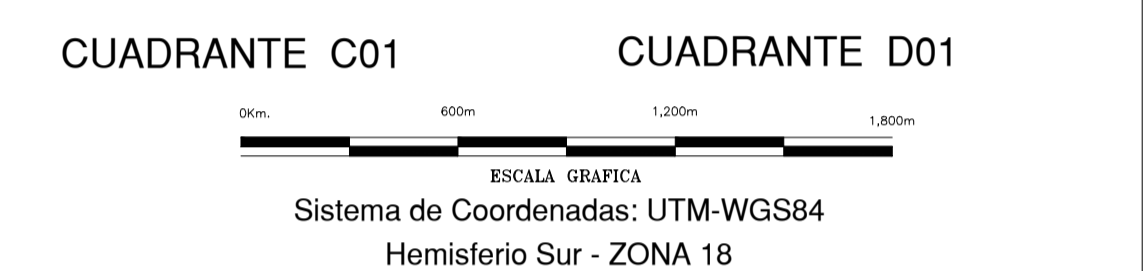 CUADRANTE C01 CUADRANTE D01
0Km. 600m 1,200m 1,800m
ESCALA GRAFICA
Sistema de Coordenadas: UTM-WGS84
Hemisferio Sur - ZONA 18